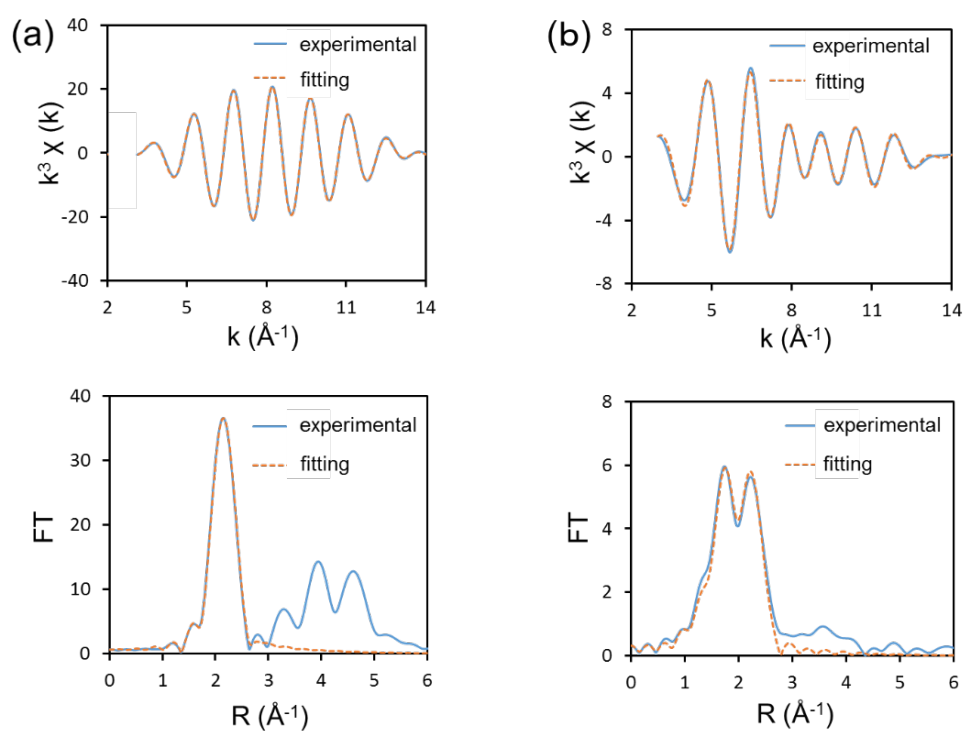 (a)
40
20
0
-20
-40
k³ χ (k)
experimental
fitting
2 5 8 11 14
k (Å⁻¹)
(b)
8
4
0
-4
-8
k³ χ (k)
experimental
fitting
2 5 8 11 14
k (Å⁻¹)
40
30
20
10
0
FT
experimental
fitting
0 1 2 3 4 5 6
R (Å⁻¹)
8
6
4
2
0
FT
experimental
fitting
0 1 2 3 4 5 6
R (Å⁻¹)